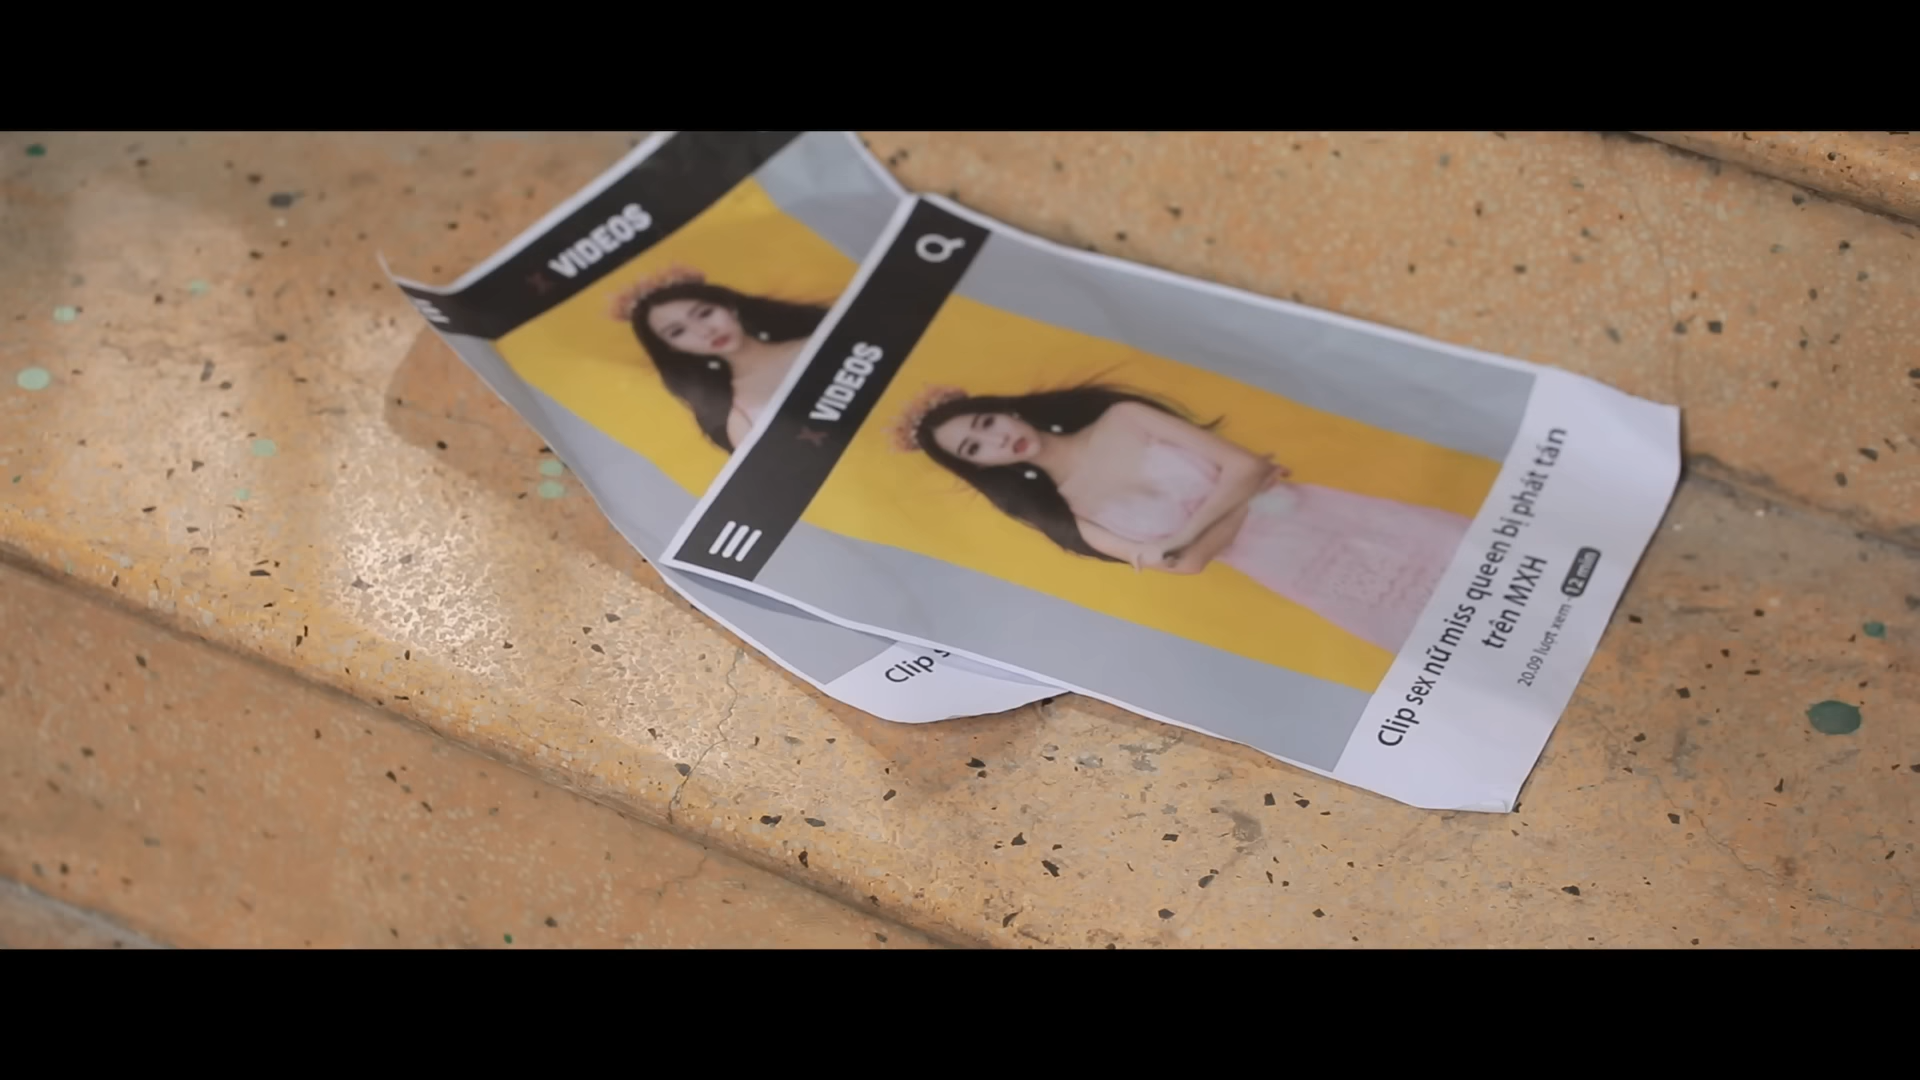 X VIDEOS
X VIDEOS
Clip sex nữ miss queen bị phát tán
trên MXH
20.09 lượt xem - 12 min
Clip s